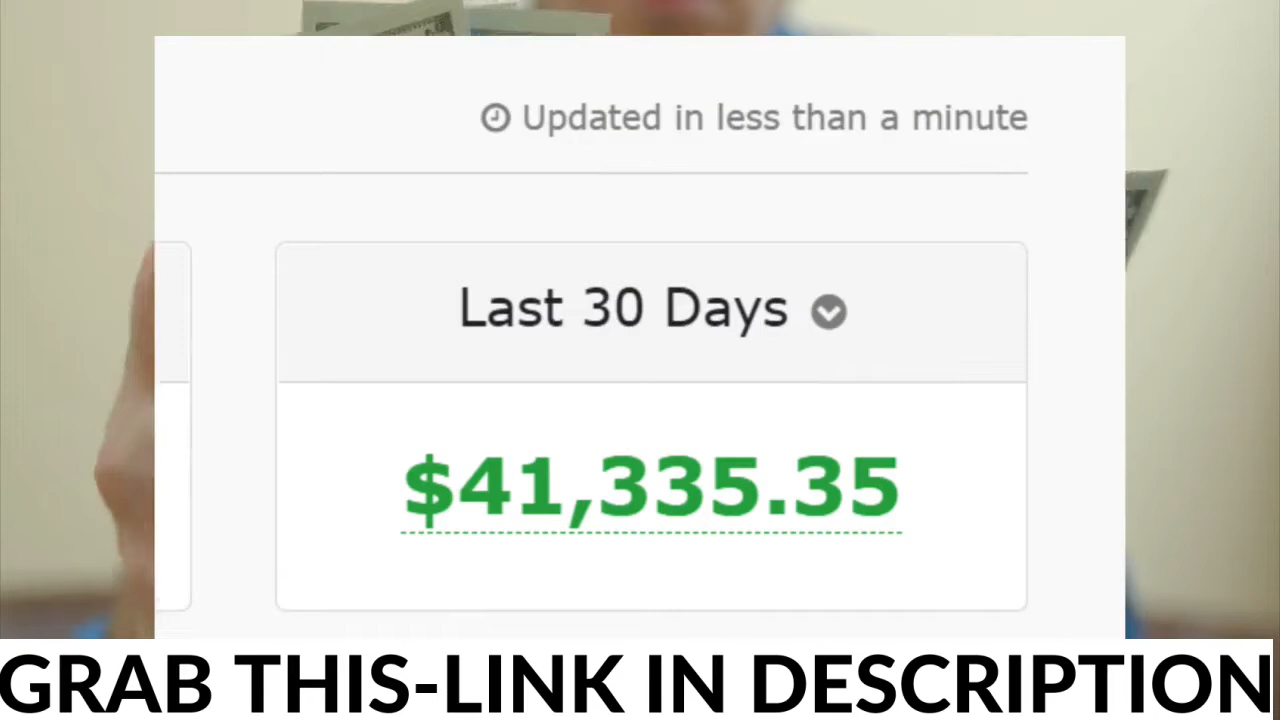 Updated in less than a minute
Last 30 Days
$41,335.35
GRAB THIS-LINK IN DESCRIPTION